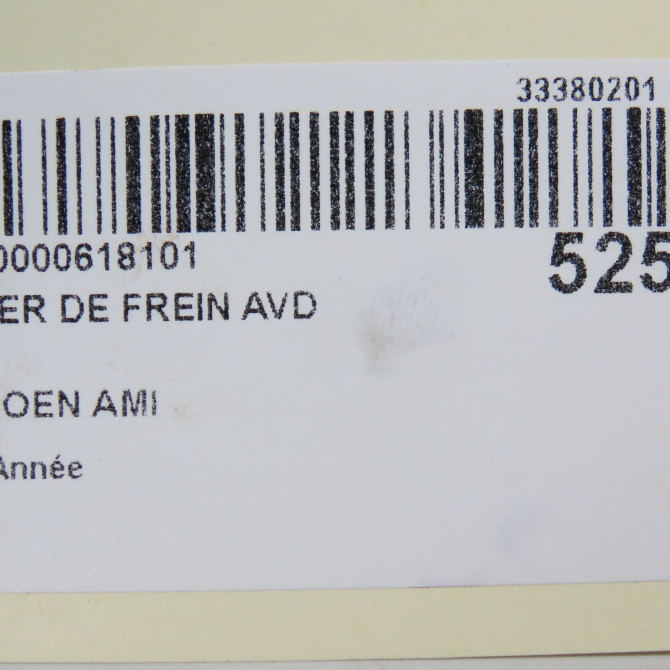 33380201
0000618101
525
ER DE FREIN AVD
OEN AMI
Année